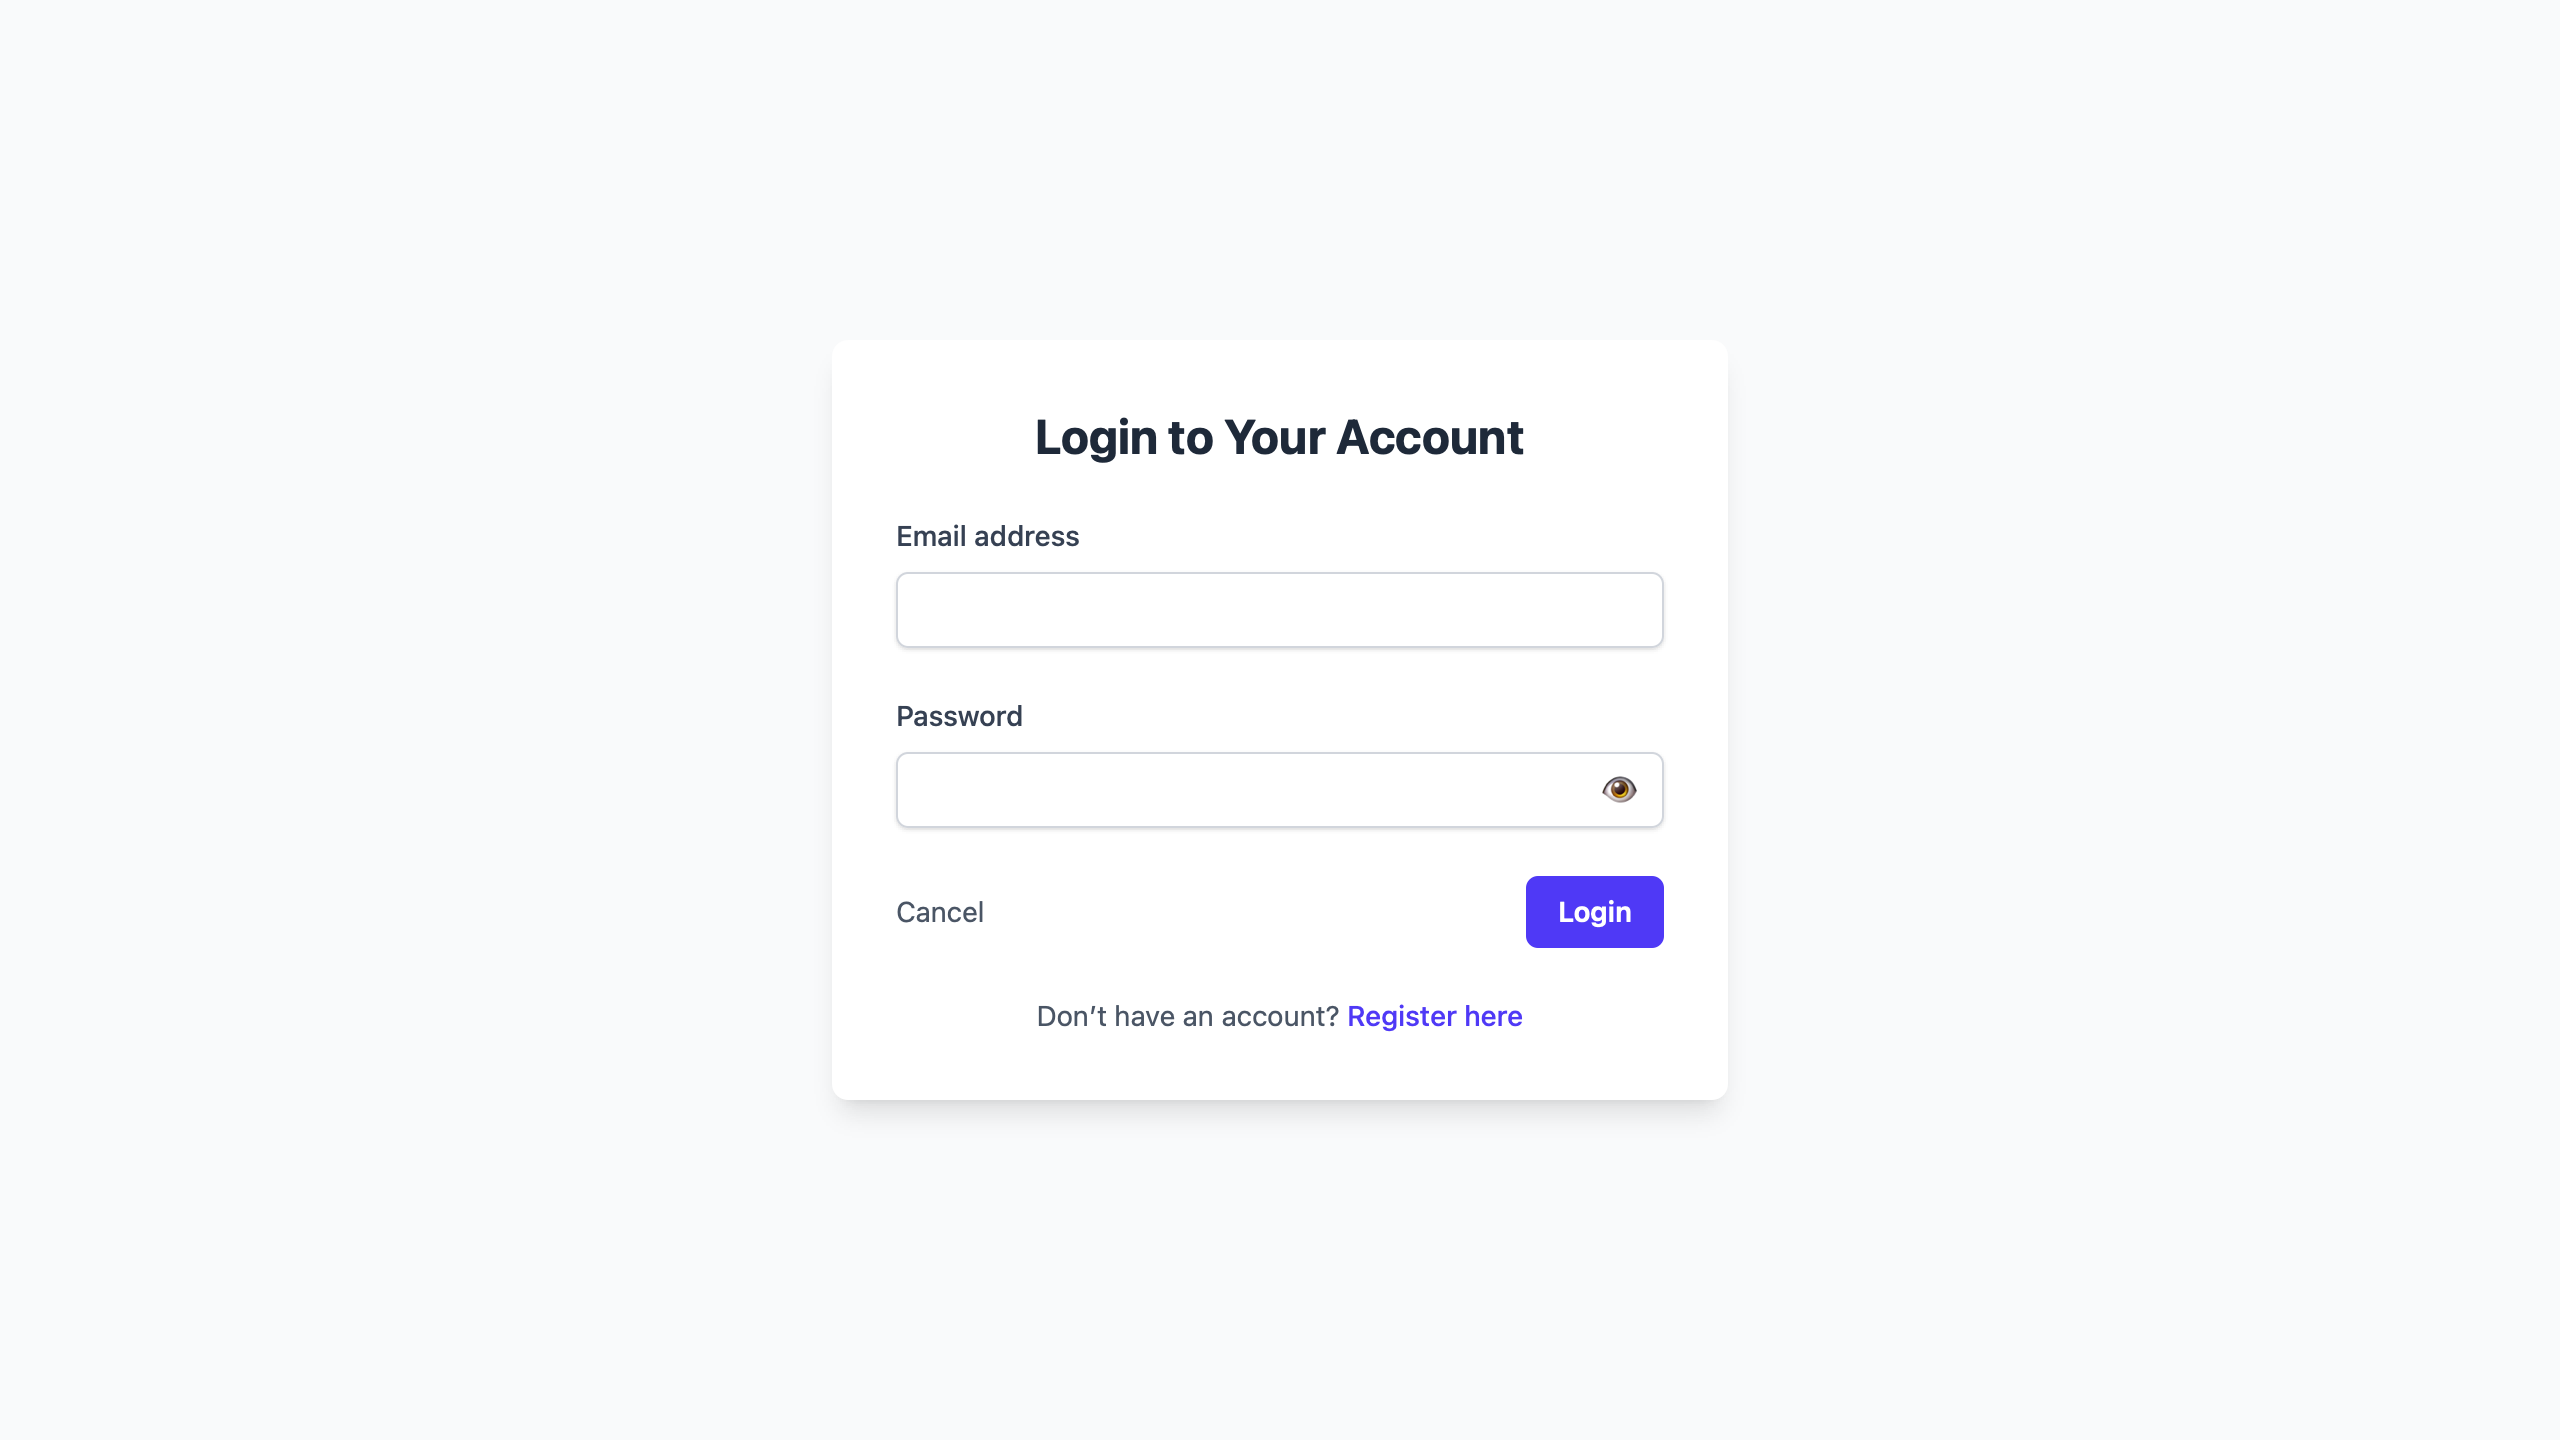 Login to Your Account
Email address
Password
Cancel
Login
Don’t have an account? Register here